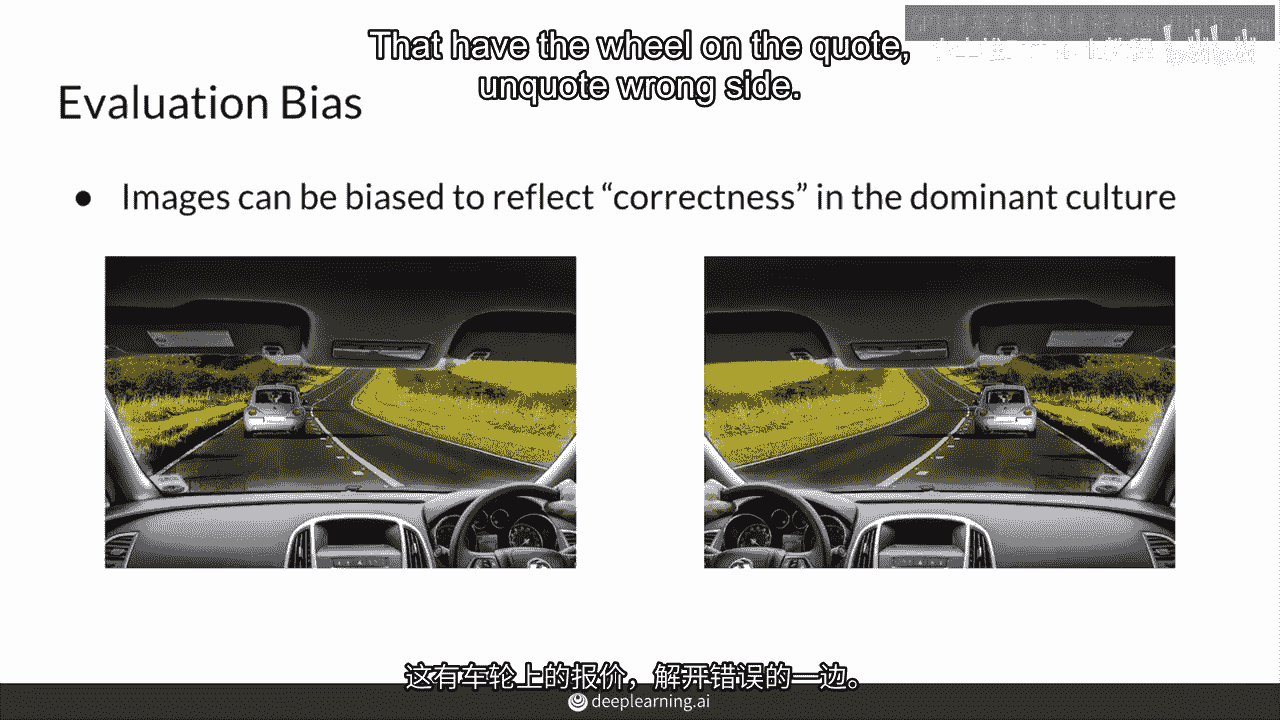 That have the wheel on the quote,
unquote wrong side.
Evaluation Bias
● Images can be biased to reflect “correctness” in the dominant culture
这有车轮上的报价，解开错误的一边。
deeplearning.ai